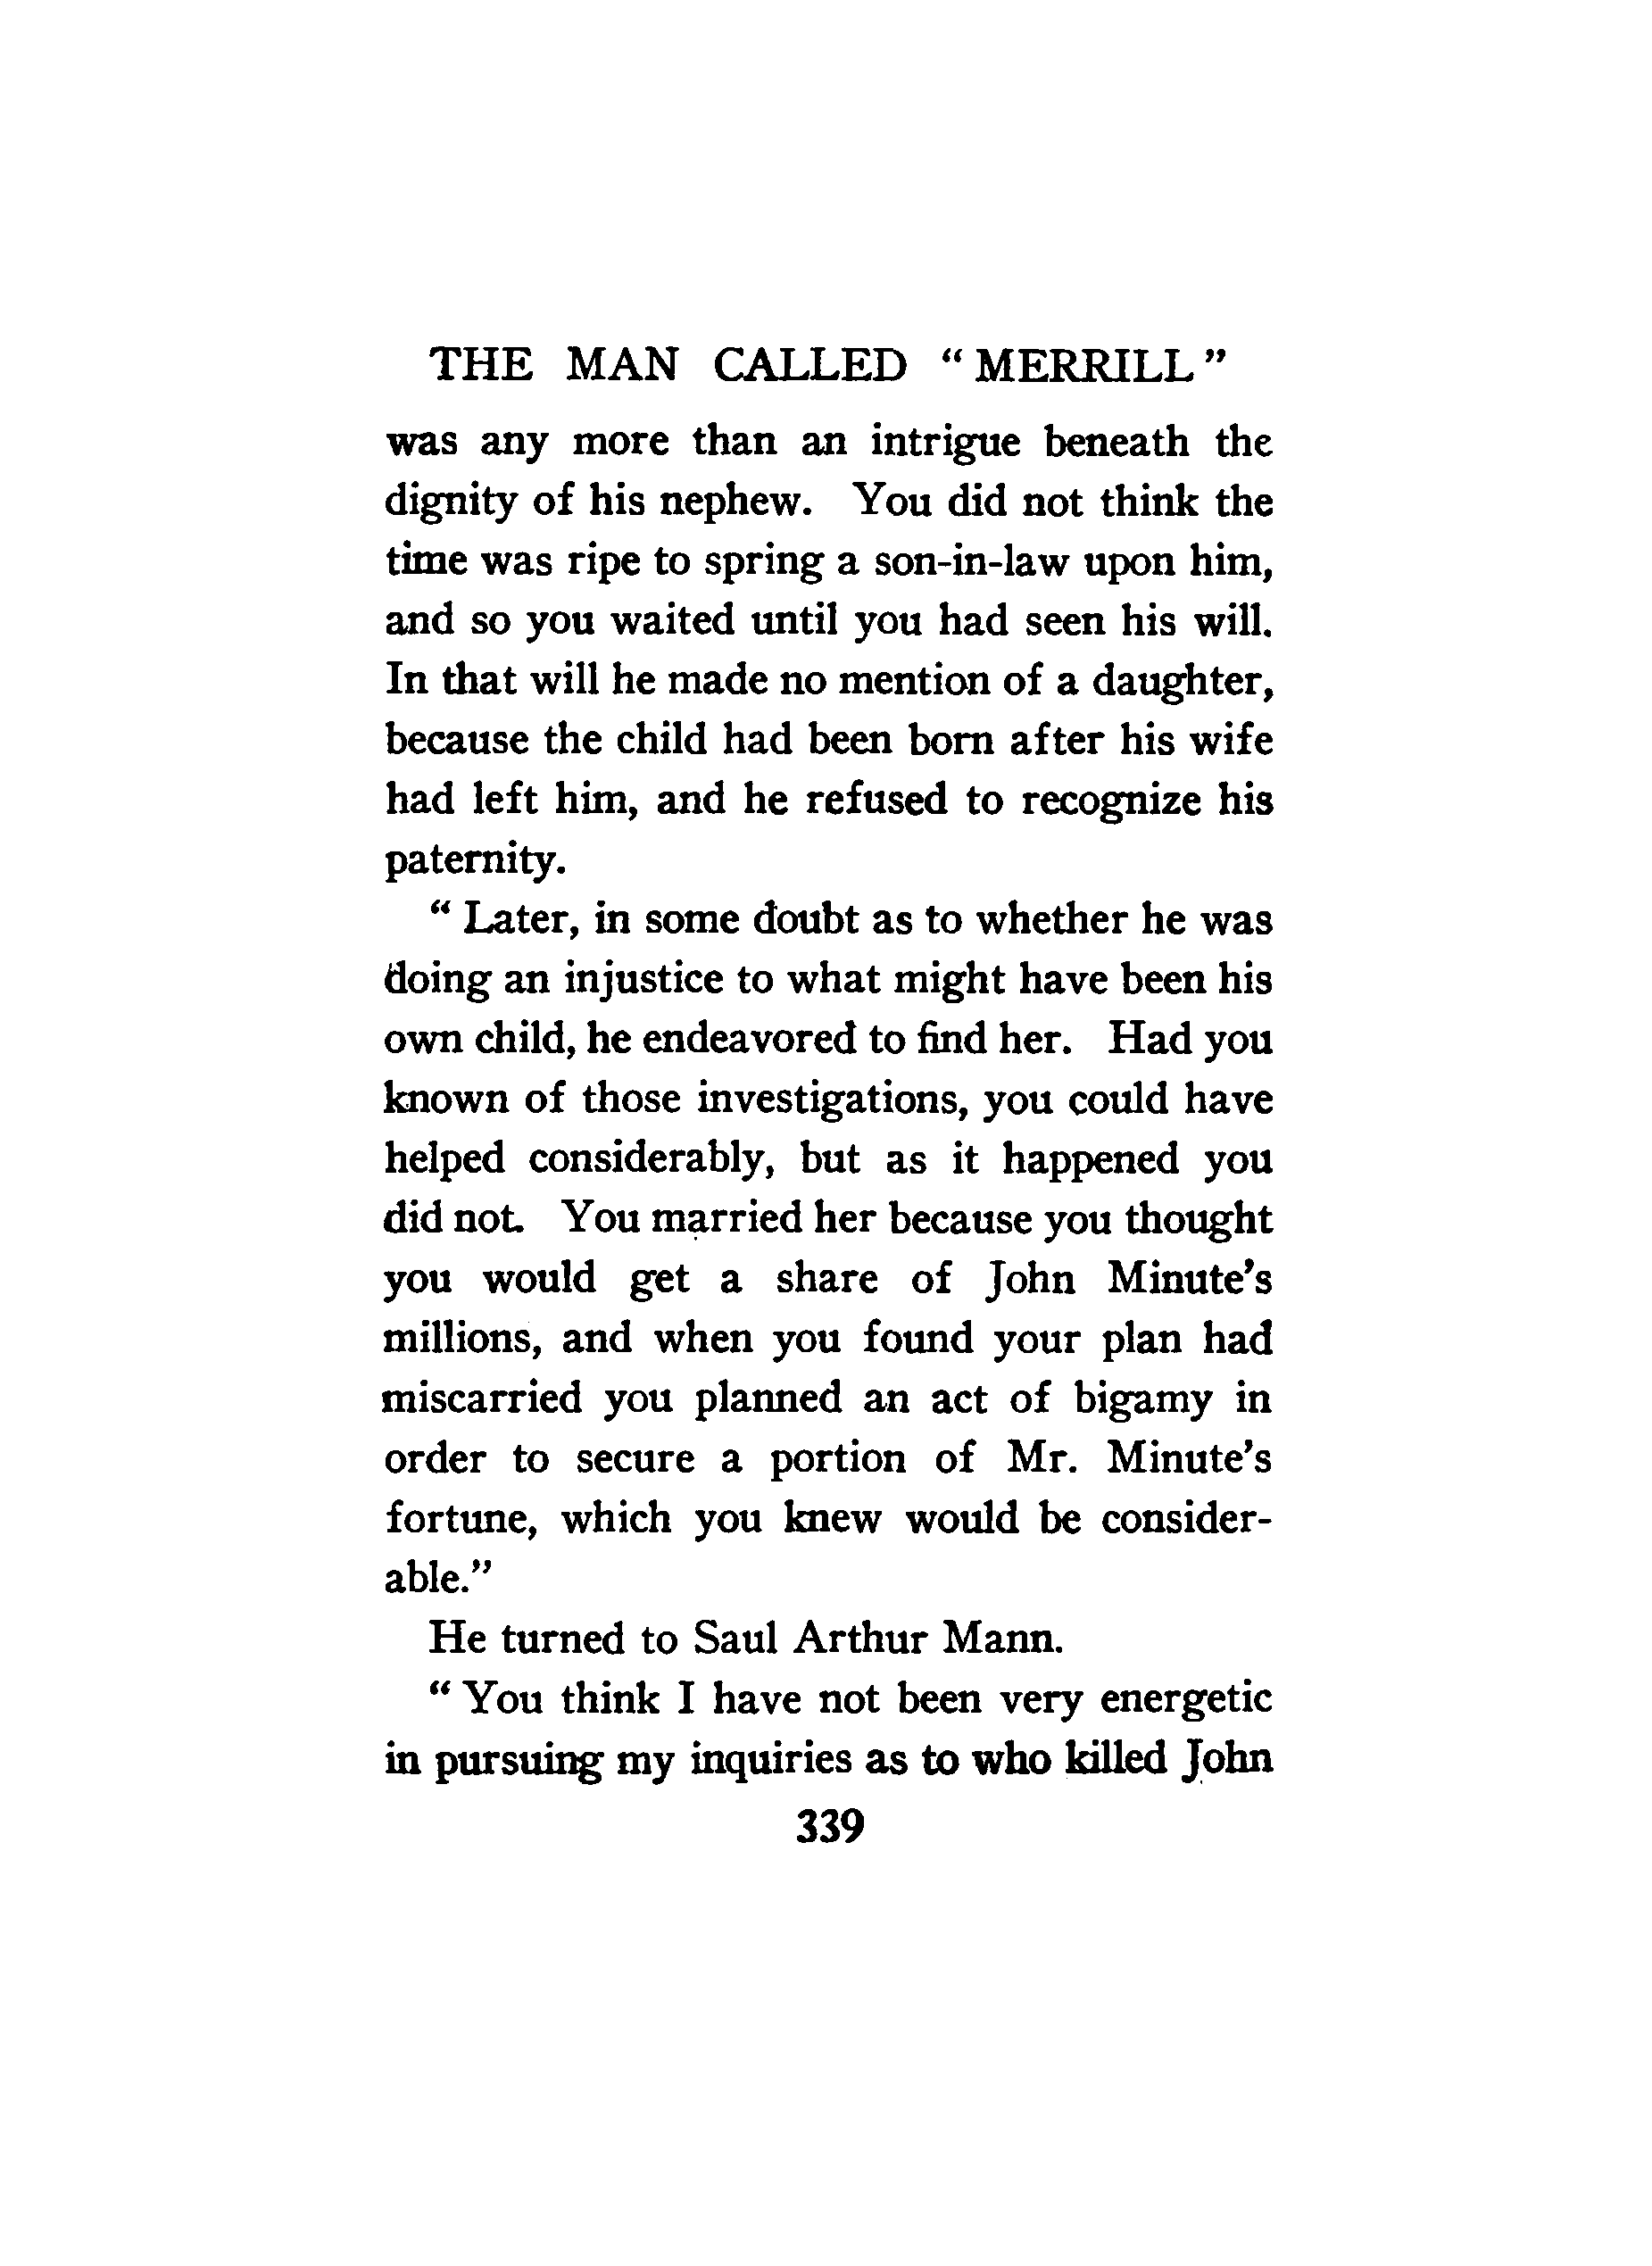 THE MAN CALLED “ MERRILL ”
was any more than an intrigue beneath the
dignity of his nephew. You did not think the
time was ripe to spring a son-in-law upon him,
and so you waited until you had seen his will.
In that will he made no mention of a daughter,
because the child had been born after his wife
had left him, and he refused to recognize his
paternity.
“ Later, in some doubt as to whether he was
doing an injustice to what might have been his
own child, he endeavored to find her. Had you
known of those investigations, you could have
helped considerably, but as it happened you
did not. You married her because you thought
you would get a share of John Minute’s
millions, and when you found your plan had
miscarried you planned an act of bigamy in
order to secure a portion of Mr. Minute’s
fortune, which you knew would be consider-
able.”
He turned to Saul Arthur Mann.
“ You think I have not been very energetic
in pursuing my inquiries as to who killed John
339